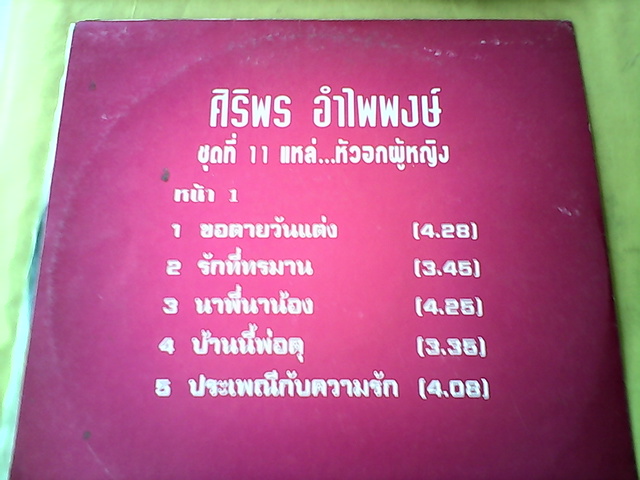 ศิริพร อำไพพงษ์
ชุดที่ 11 แหล่...หัวอกผู้หญิง
หน้า 1
1 ขอตายวันแต่ง (4.28)
2 รักที่ทรมาน (3.45)
3 นาพี่นาน้อง (4.25)
4 บ้านนี้พ่อดุ (3.35)
5 ประเพณีกับความรัก (4.08)